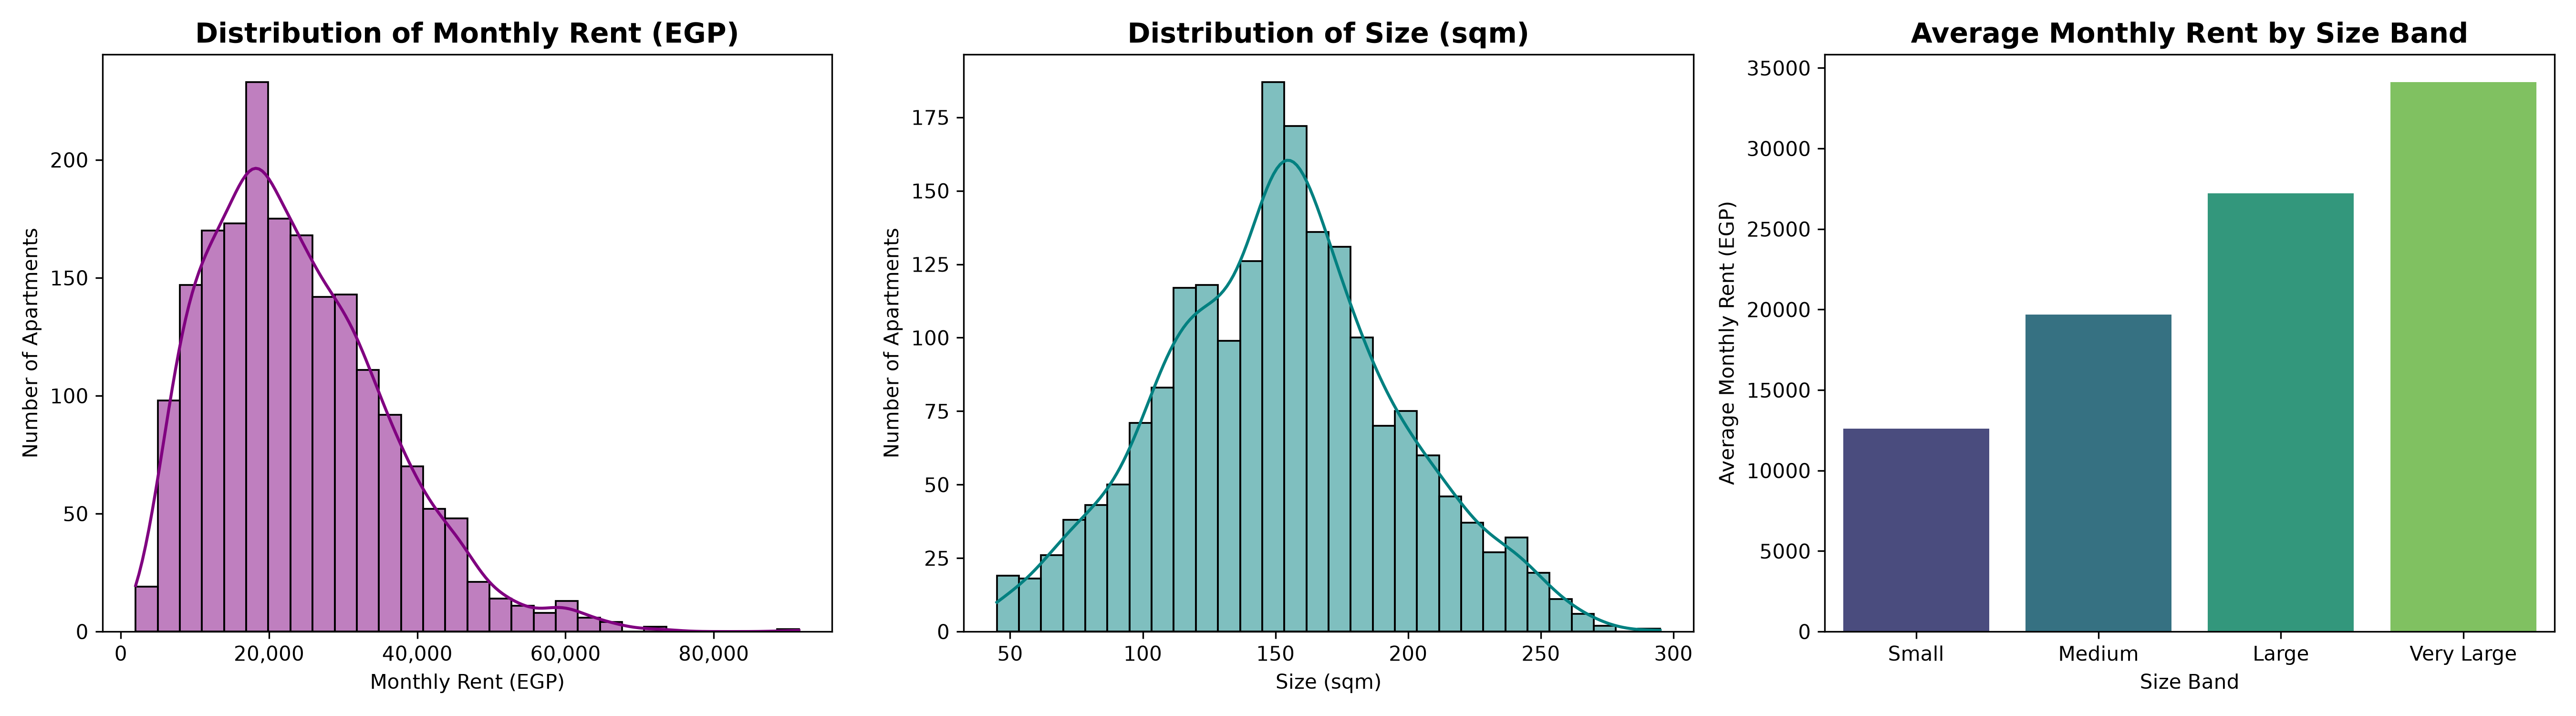 Distribution of Monthly Rent (EGP)
Number of Apartments
200
150
100
50
0
0 20,000 40,000 60,000 80,000
Monthly Rent (EGP)
Distribution of Size (sqm)
Number of Apartments
175
150
125
100
75
50
25
0
50 100 150 200 250 300
Size (sqm)
Average Monthly Rent by Size Band
Average Monthly Rent (EGP)
35000
30000
25000
20000
15000
10000
5000
0
Small Medium Large Very Large
Size Band